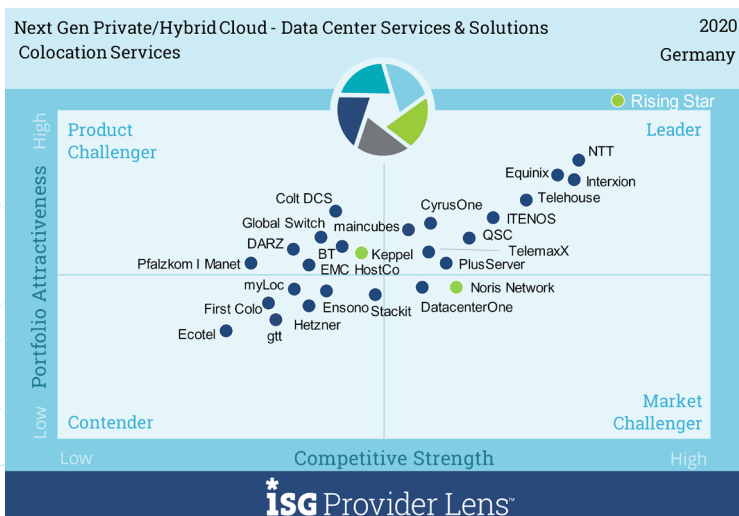 Next Gen Private/Hybrid Cloud - Data Center Services & Solutions
Colocation Services
2020
Germany
Rising Star
High
Portfolio Attractiveness
Low
Product
Challenger
Leader
NTT
Equinix
Interxion
Telehouse
Colt DCS
CyrusOne
ITENOS
Global Switch
maincubes
QSC
DARZ
BT
Keppel
TelemaxX
Pfalzkom I Manet
EMC HostCo
PlusServer
myLoc
Noris Network
First Colo
Ensono
Stackit
DatacenterOne
Hetzner
Ecotel
gtt
Contender
Market
Challenger
Low
Competitive Strength
High
ISG Provider Lens™